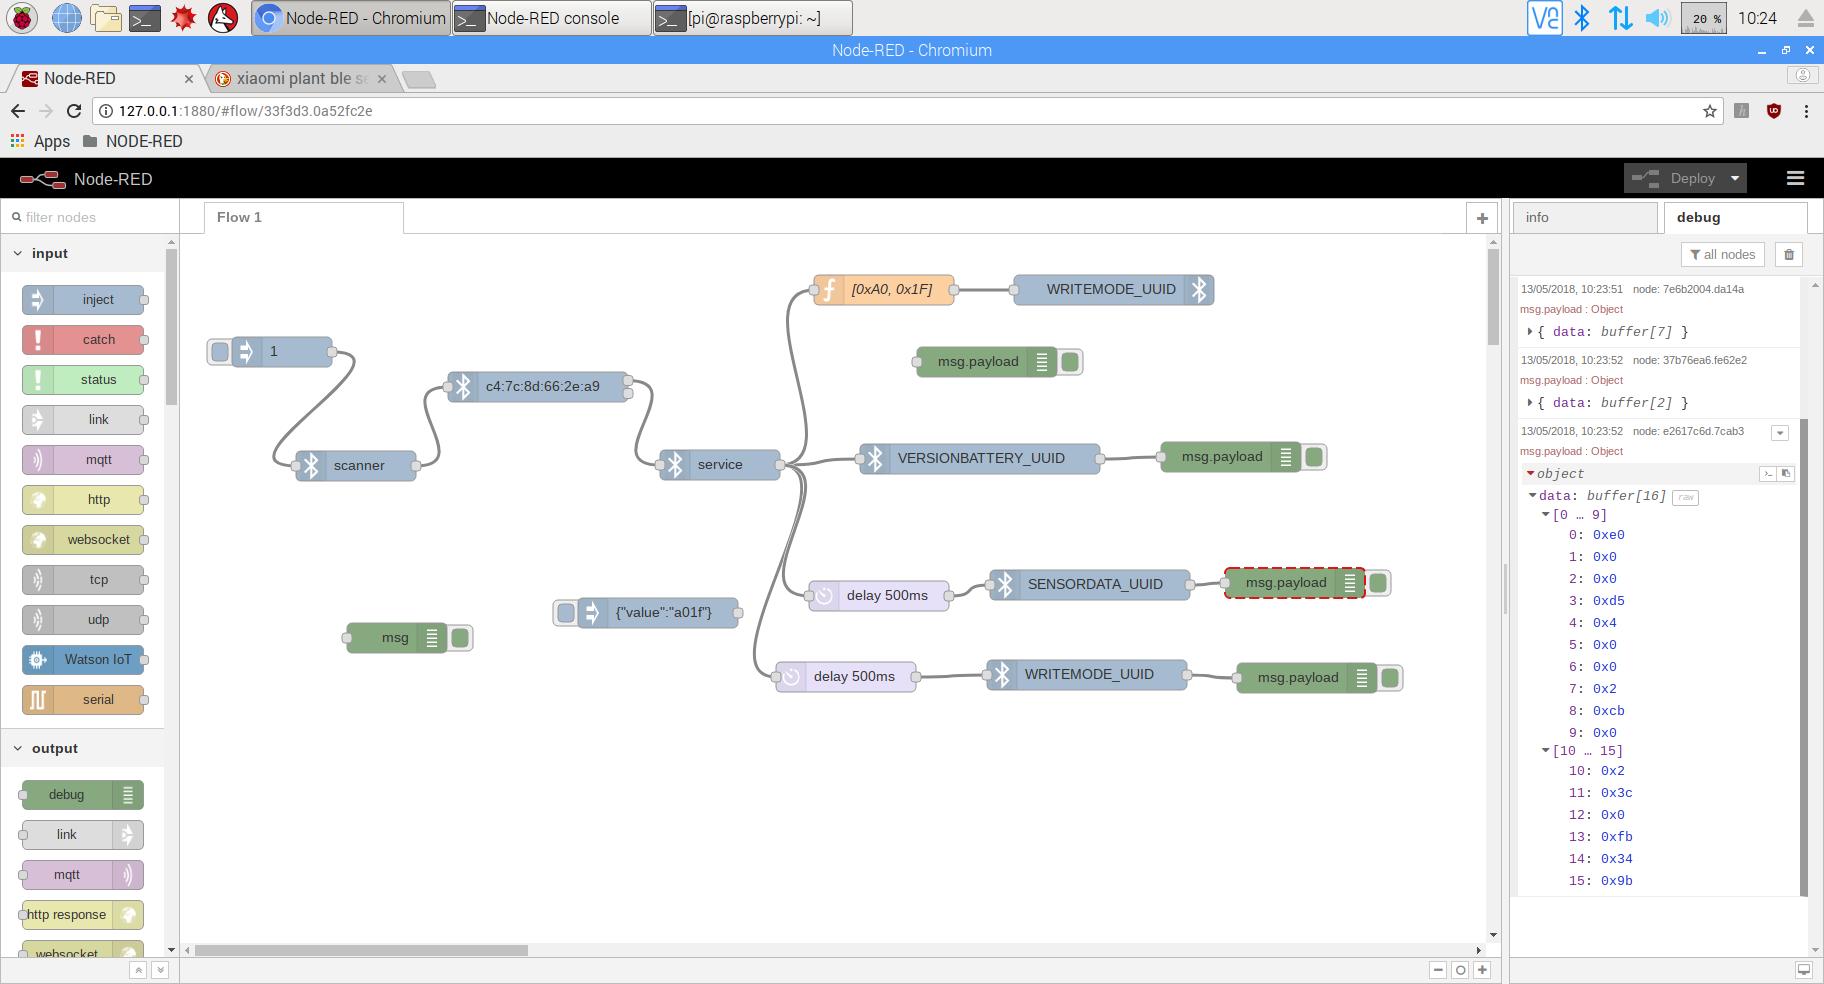 Node-RED - Chromium
Node-RED console
[pi@raspberrypi: ~]
20 %
10:24
Node-RED - Chromium
Node-RED
xiaomi plant ble se
127.0.0.1:1880/#flow/33f3d3.0a52fc2e
Apps
NODE-RED
Node-RED
Deploy
filter nodes
Flow 1
info
debug
all nodes
input
inject
catch
status
link
mqtt
http
websocket
tcp
udp
Watson IoT
serial
output
debug
link
mqtt
http response
websocket
1
scanner
c4:7c:8d:66:2e:a9
service
[0xA0, 0x1F]
WRITEMODE_UUID
msg.payload
VERSIONBATTERY_UUID
msg.payload
delay 500ms
SENSORDATA_UUID
msg.payload
{"value":"a01f"}
msg
delay 500ms
WRITEMODE_UUID
msg.payload
13/05/2018, 10:23:51 node: 7e6b2004.da14a
msg.payload : Object
{ data: buffer[7] }
13/05/2018, 10:23:52 node: 37b76ea6.fe62e2
msg.payload : Object
{ data: buffer[2] }
13/05/2018, 10:23:52 node: e2617c6d.7cab3
msg.payload : Object
object
data: buffer[16] raw
[0 … 9]
0: 0xe0
1: 0x0
2: 0x0
3: 0xd5
4: 0x4
5: 0x0
6: 0x0
7: 0x2
8: 0xcb
9: 0x0
[10 … 15]
10: 0x2
11: 0x3c
12: 0x0
13: 0xfb
14: 0x34
15: 0x9b